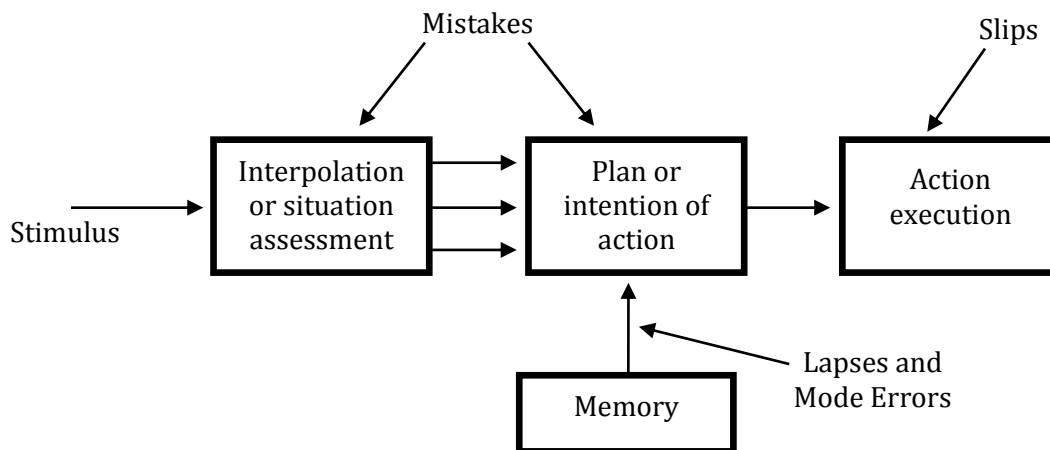 Mistakes
Slips
Interpolation
or situation
assessment
Plan or
intention of
action
Action
execution
Stimulus
Lapses and
Mode Errors
Memory